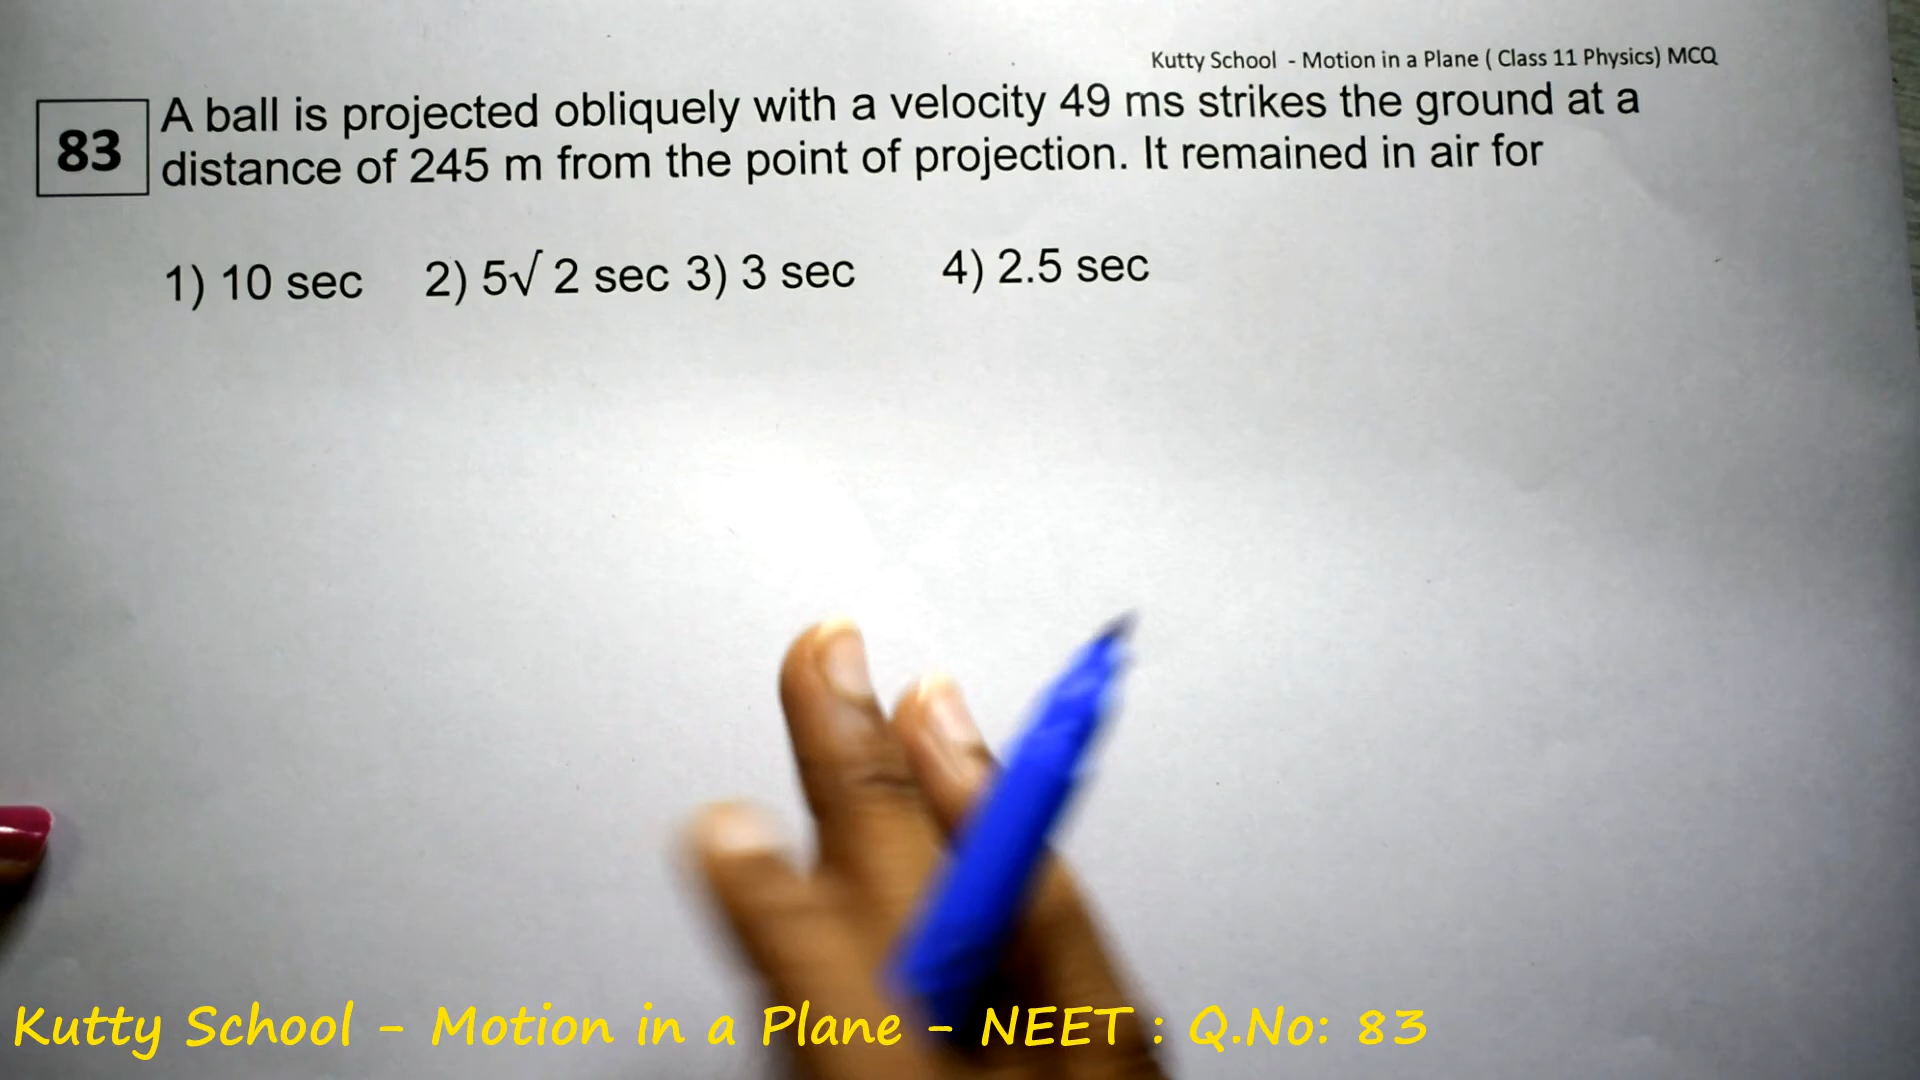 Kutty School - Motion in a Plane ( Class 11 Physics) MCQ
83
A ball is projected obliquely with a velocity 49 ms strikes the ground at a
distance of 245 m from the point of projection. It remained in air for
1) 10 sec 2) 5√ 2 sec 3) 3 sec 4) 2.5 sec
Kutty School - Motion in a Plane - NEET : Q.No: 83